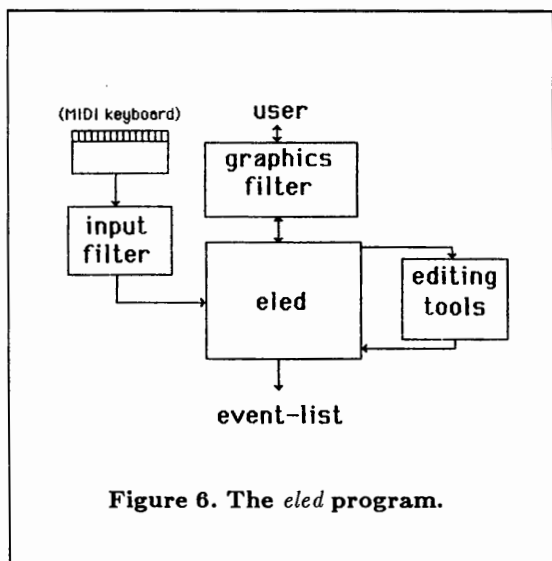 (MIDI keyboard)
user
graphics
filter
input
filter
eled
editing
tools
event-list
Figure 6. The eled program.